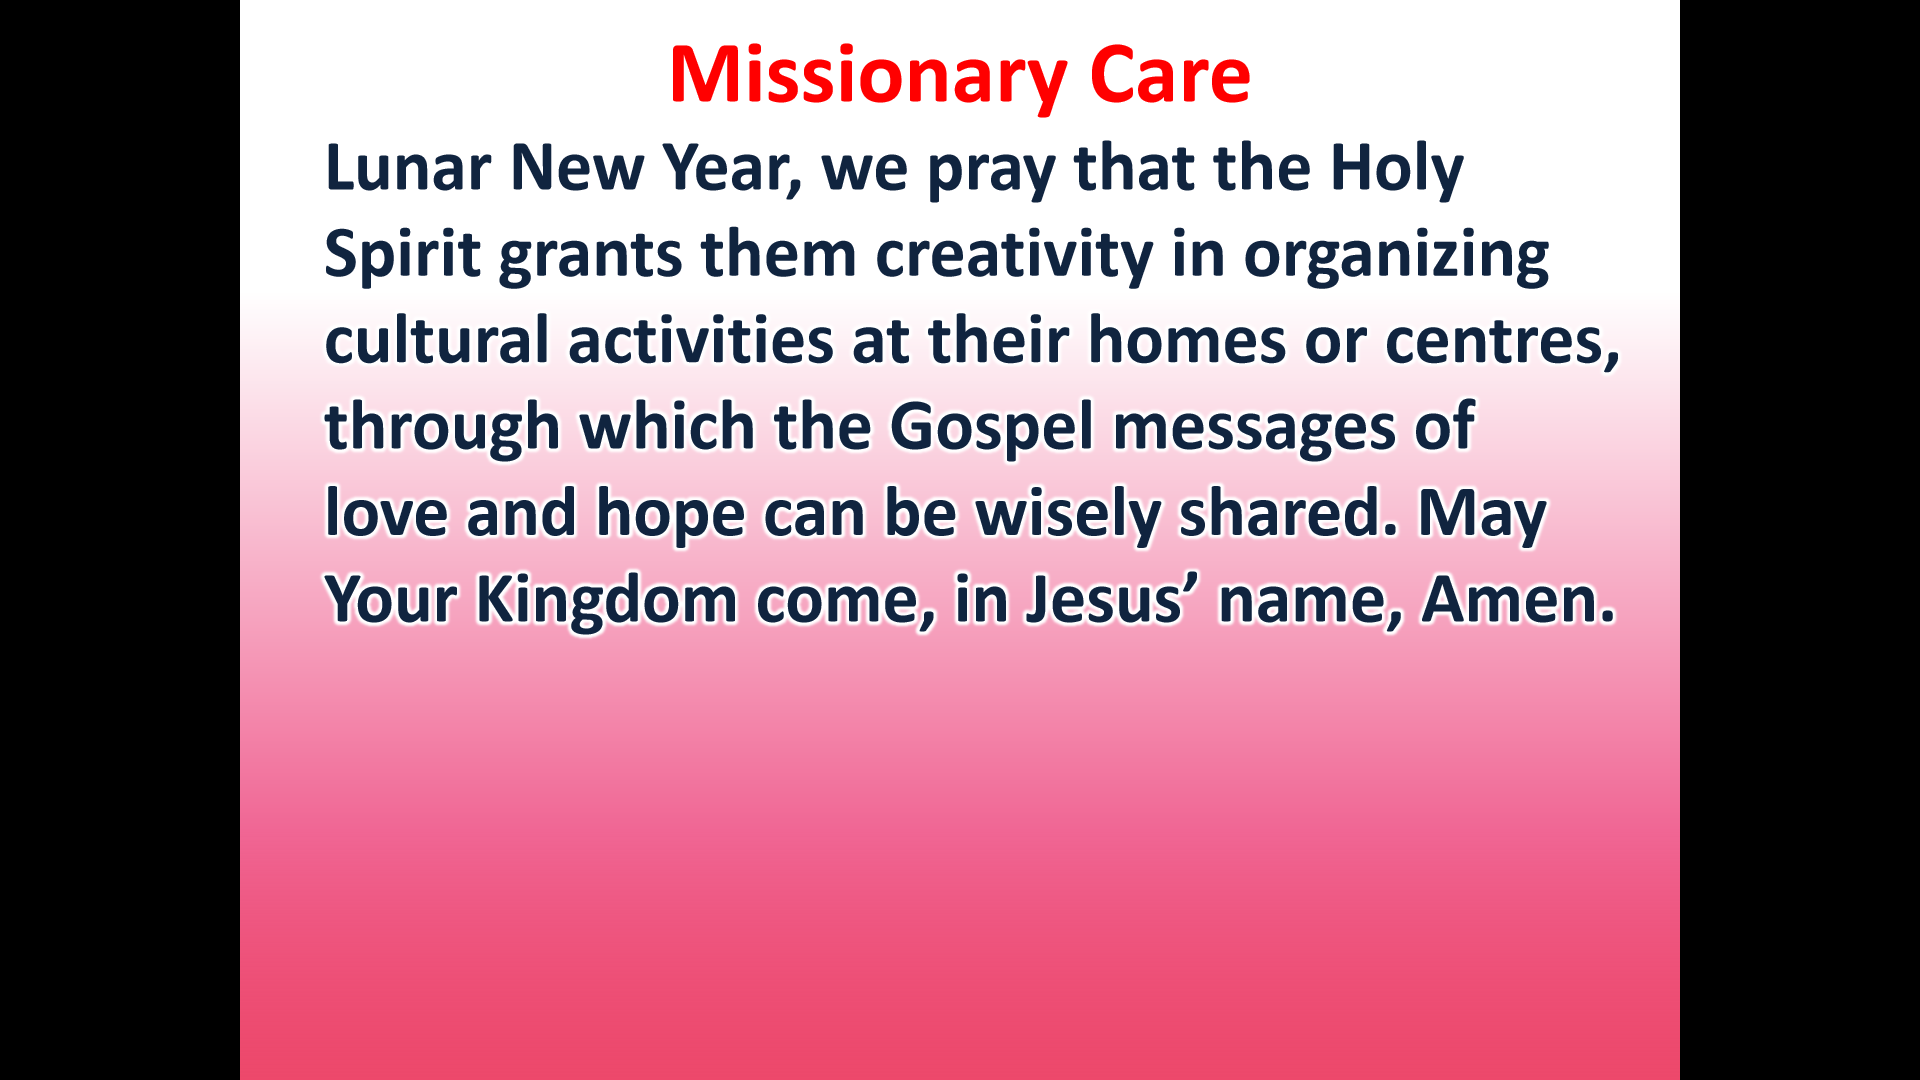 Missionary Care
Lunar New Year, we pray that the Holy
Spirit grants them creativity in organizing
cultural activities at their homes or centres,
through which the Gospel messages of
love and hope can be wisely shared. May
Your Kingdom come, in Jesus’ name, Amen.